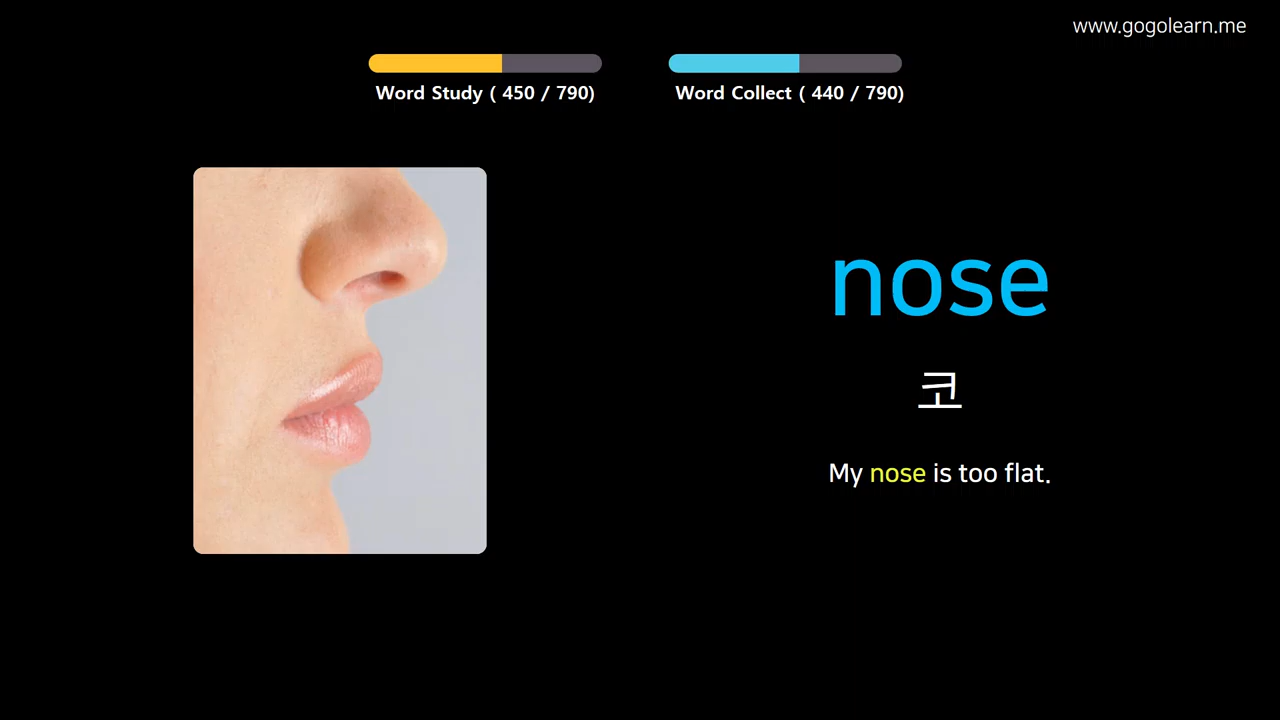 www.gogolearn.me
Word Study ( 450 / 790)
Word Collect ( 440 / 790)
nose
코
My nose is too flat.